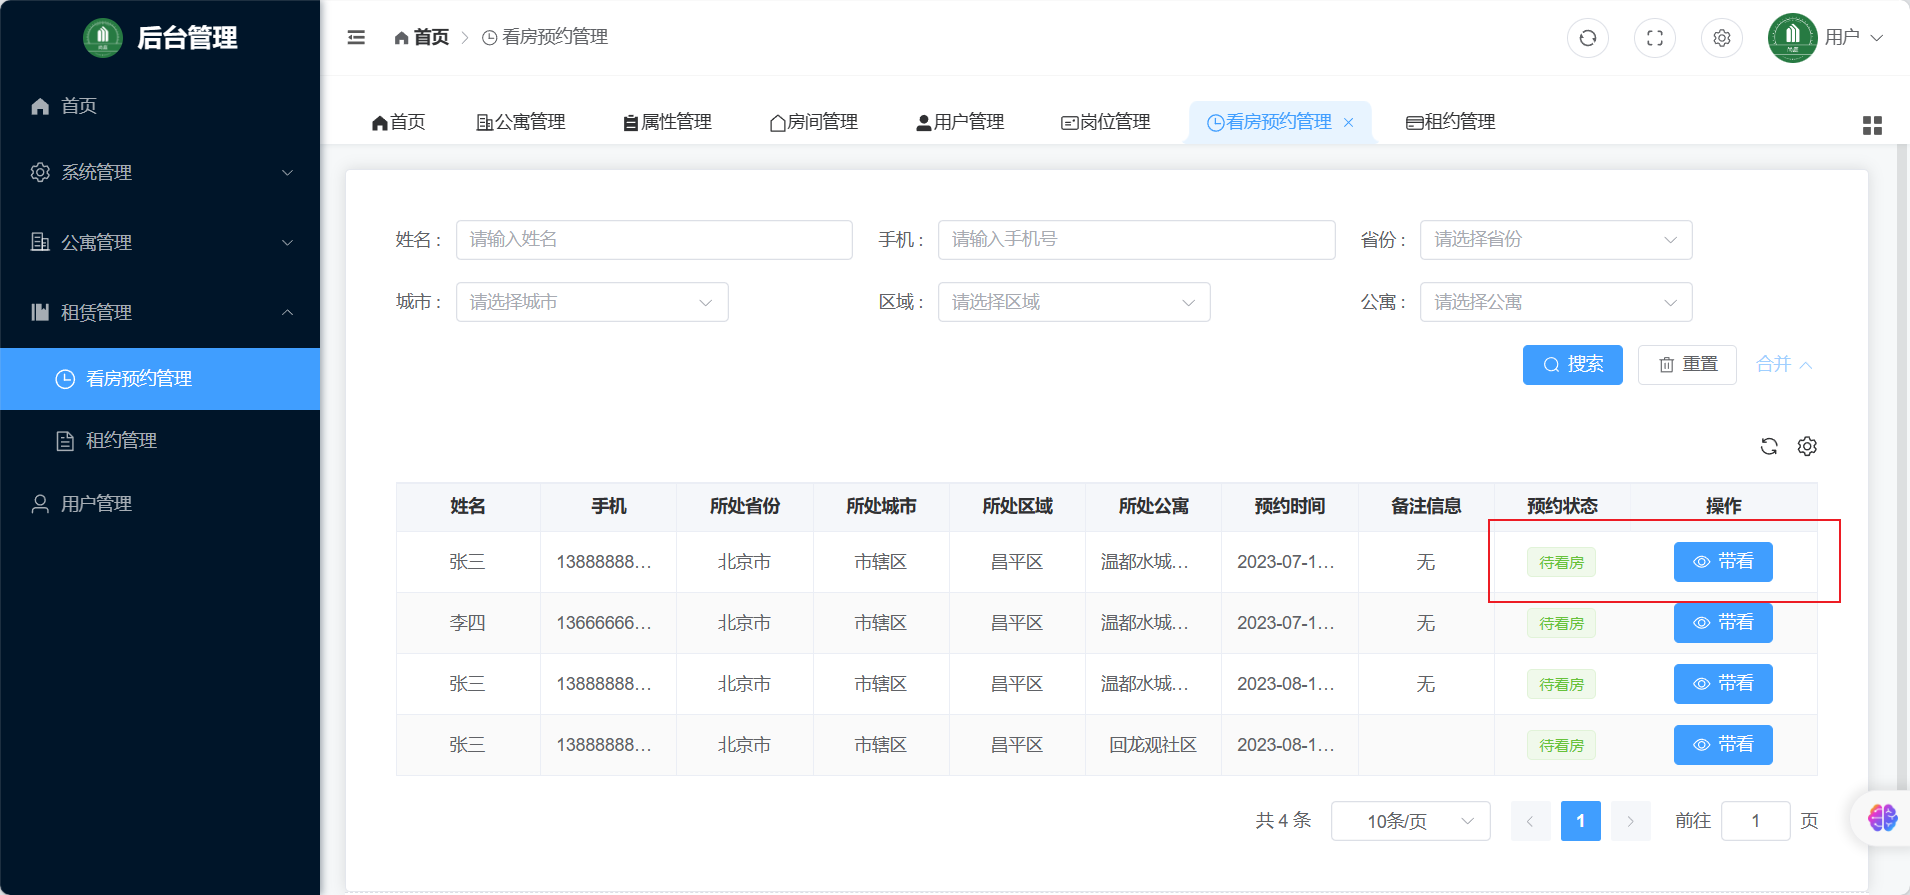 后台管理
首页
系统管理
公寓管理
租赁管理
看房预约管理
租约管理
用户管理
首页 看房预约管理
用户
首页 公寓管理 属性管理 房间管理 用户管理 岗位管理 看房预约管理 租约管理
姓名： 请输入姓名 手机： 请输入手机号 省份： 请选择省份
城市： 请选择城市 区域： 请选择区域 公寓： 请选择公寓
搜索 重置 合并
姓名 手机 所处省份 所处城市 所处区域 所处公寓 预约时间 备注信息 预约状态 操作
张三 13888888... 北京市 市辖区 昌平区 温都水城... 2023-07-1... 无 待看房 带看
李四 13666666... 北京市 市辖区 昌平区 温都水城... 2023-07-1... 无 待看房 带看
张三 13888888... 北京市 市辖区 昌平区 温都水城... 2023-08-1... 无 待看房 带看
张三 13888888... 北京市 市辖区 昌平区 回龙观社区 2023-08-1... 待看房 带看
共 4 条 10条/页 1 前往 1 页